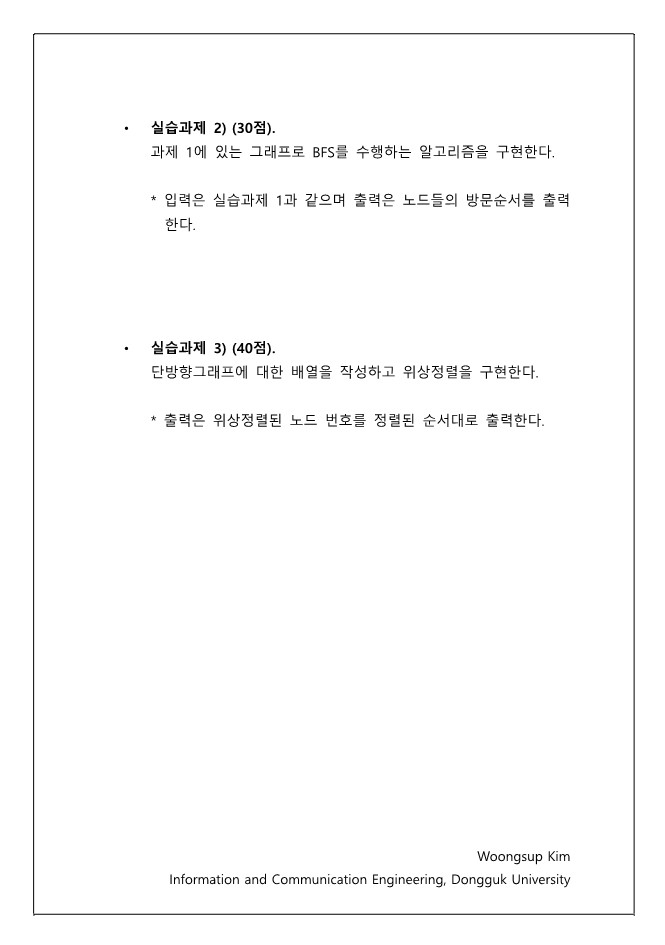 • 실습과제 2) (30점).
과제 1에 있는 그래프로 BFS를 수행하는 알고리즘을 구현한다.
* 입력은 실습과제 1과 같으며 출력은 노드들의 방문순서를 출력
한다.
• 실습과제 3) (40점).
단방향그래프에 대한 배열을 작성하고 위상정렬을 구현한다.
* 출력은 위상정렬된 노드 번호를 정렬된 순서대로 출력한다.
Woongsup Kim
Information and Communication Engineering, Dongguk University